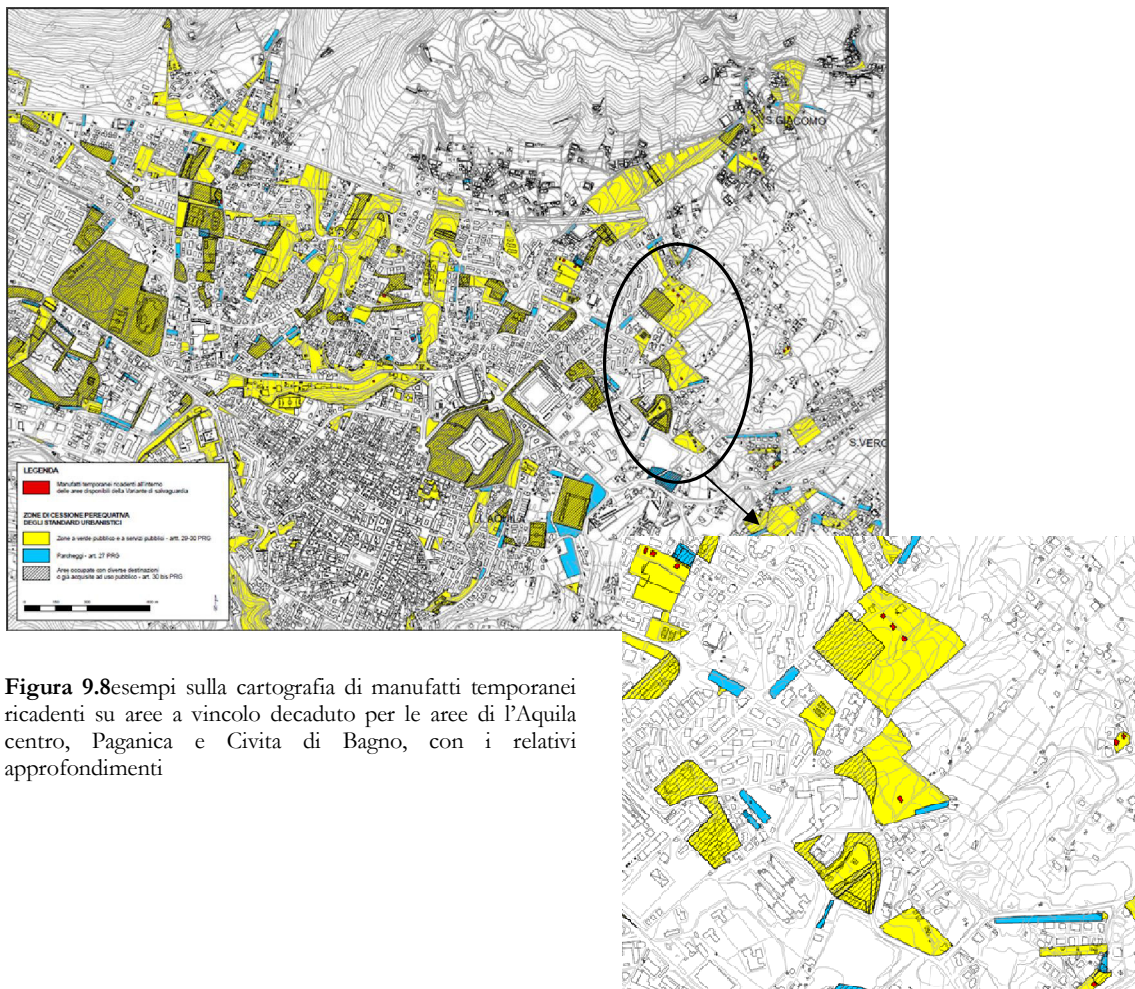 S.GIACOMO
S.VERO
L'AQUILA
LEGENDA
Manufatti temporanei ricadenti all'interno
delle aree disponibili della Variante di salvaguardia
ZONE DI CESSIONE PEREQUATIVA
DEGLI STANDARD URBANISTICI
Zone a verde pubblico e a servizi pubblici - artt. 29-30 PRG
Parcheggi - art. 27 PRG
Aree occupate con diverse destinazioni
o già acquisite ad uso pubblico - art. 30 bis PRG
Figura 9.8esempi sulla cartografia di manufatti temporanei
ricadenti su aree a vincolo decaduto per le aree di l'Aquila
centro, Paganica e Civita di Bagno, con i relativi
approfondimenti